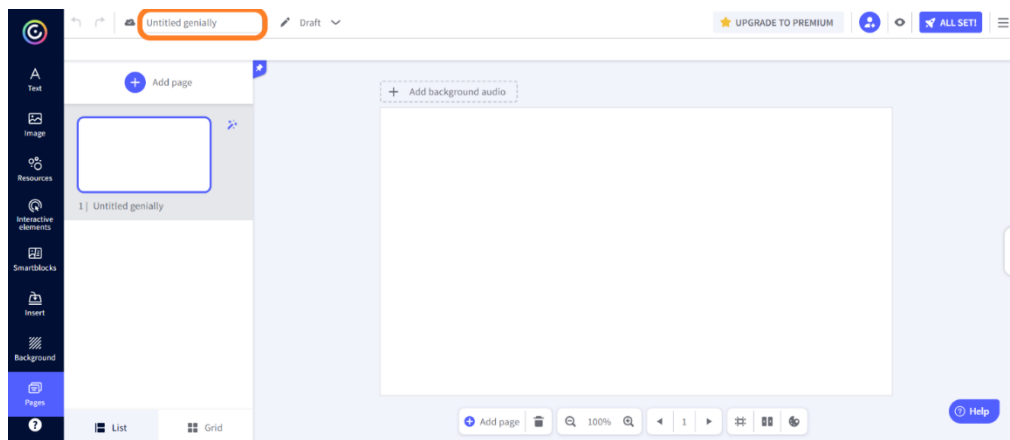 Untitled genially
Draft
UPGRADE TO PREMIUM
ALL SET!
Text
Image
Resources
Interactive
elements
Smartblocks
Insert
Background
Pages
Add page
1 | Untitled genially
List
Grid
+ Add background audio
Add page
100%
1
Help